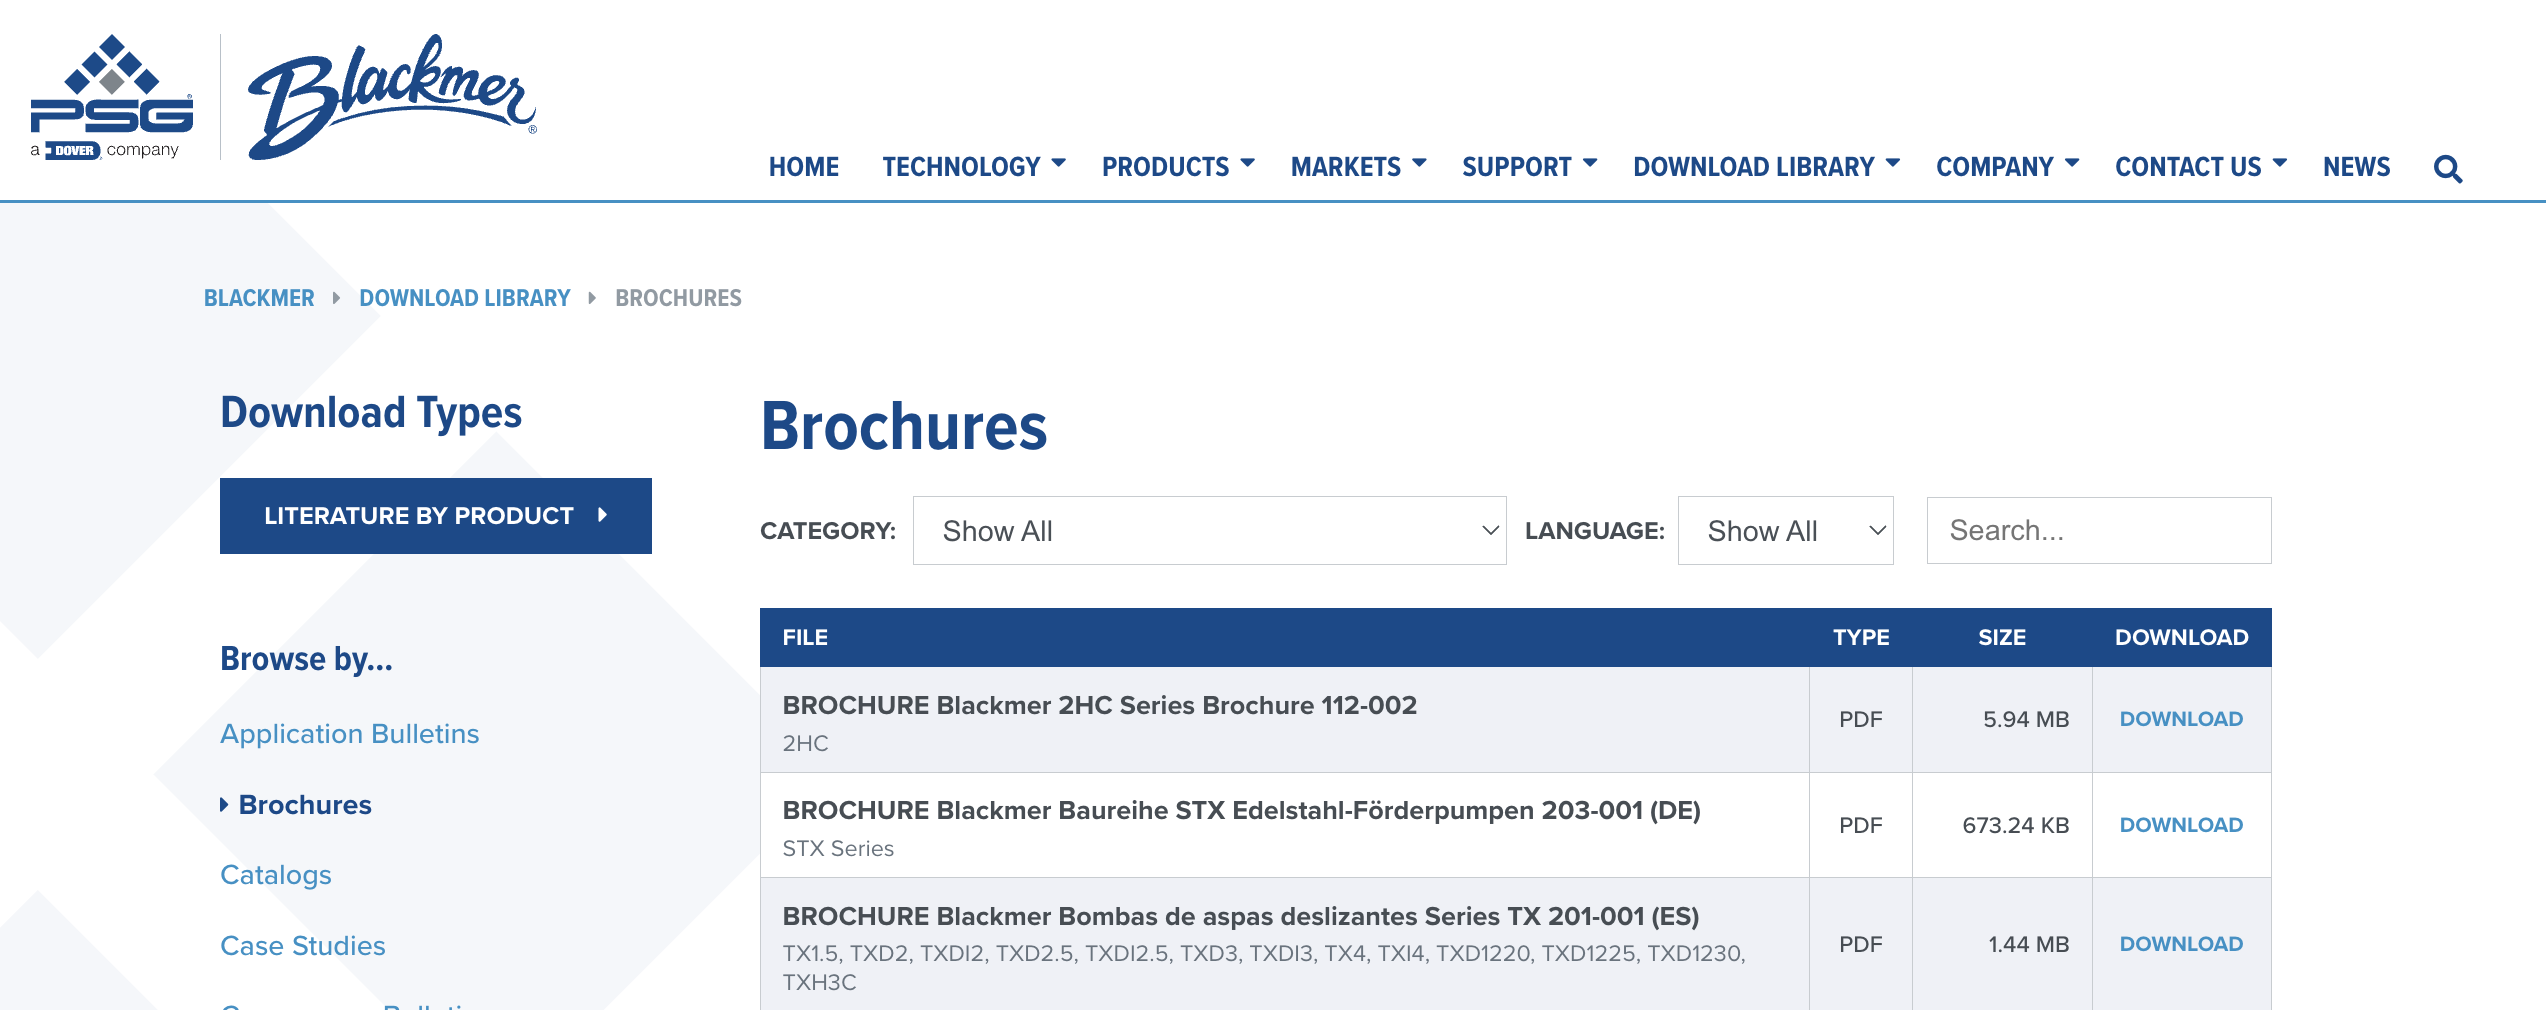 PSG®
a DOVER company
Blackmer®
HOME TECHNOLOGY PRODUCTS MARKETS SUPPORT DOWNLOAD LIBRARY COMPANY CONTACT US NEWS
BLACKMER DOWNLOAD LIBRARY BROCHURES
Download Types
LITERATURE BY PRODUCT
Browse by...
Application Bulletins
Brochures
Catalogs
Case Studies
Brochures
CATEGORY: Show All LANGUAGE: Show All Search...
FILE TYPE SIZE DOWNLOAD
BROCHURE Blackmer 2HC Series Brochure 112-002
2HC
PDF 5.94 MB DOWNLOAD
BROCHURE Blackmer Baureihe STX Edelstahl-Förderpumpen 203-001 (DE)
STX Series
PDF 673.24 KB DOWNLOAD
BROCHURE Blackmer Bombas de aspas deslizantes Series TX 201-001 (ES)
TX1.5, TXD2, TXDI2, TXD2.5, TXDI2.5, TXD3, TXDI3, TX4, TXI4, TXD1220, TXD1225, TXD1230,
TXH3C
PDF 1.44 MB DOWNLOAD